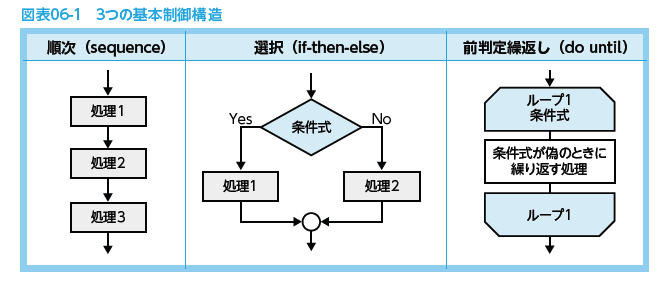 図表06-1 3つの基本制御構造
順次（sequence）
選択（if-then-else）
前判定繰返し（do until）
処理1
処理2
処理3
Yes
No
条件式
処理1
処理2
ループ1
条件式
条件式が偽のときに
繰り返す処理
ループ1